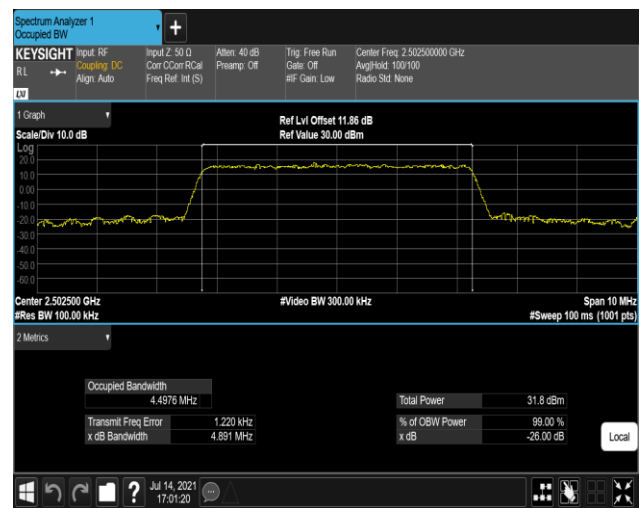 Spectrum Analyzer 1
Occupied BW
+
KEYSIGHT Input: RF Input Z: 50 Ω Atten: 40 dB Trig: Free Run Center Freq: 2.502500000 GHz
RL Coupling: DC Corr CCorr RCal Preamp: Off Gate: Off Avg|Hold: 100/100
Align: Auto Freq Ref: Int (S) #IF Gain: Low Radio Std: None
LXI
1 Graph
Ref Lvl Offset 11.86 dB
Scale/Div 10.0 dB Ref Value 30.00 dBm
Log
20.0
10.0
0.00
-10.0
-20.0
-30.0
-40.0
-50.0
-60.0
Center 2.502500 GHz #Video BW 300.00 kHz Span 10 MHz
#Res BW 100.00 kHz #Sweep 100 ms (1001 pts)
2 Metrics
Occupied Bandwidth
4.4976 MHz Total Power 31.8 dBm
Transmit Freq Error 1.220 kHz % of OBW Power 99.00 %
x dB Bandwidth 4.891 MHz x dB -26.00 dB
Local
? Jul 14, 2021
17:01:20